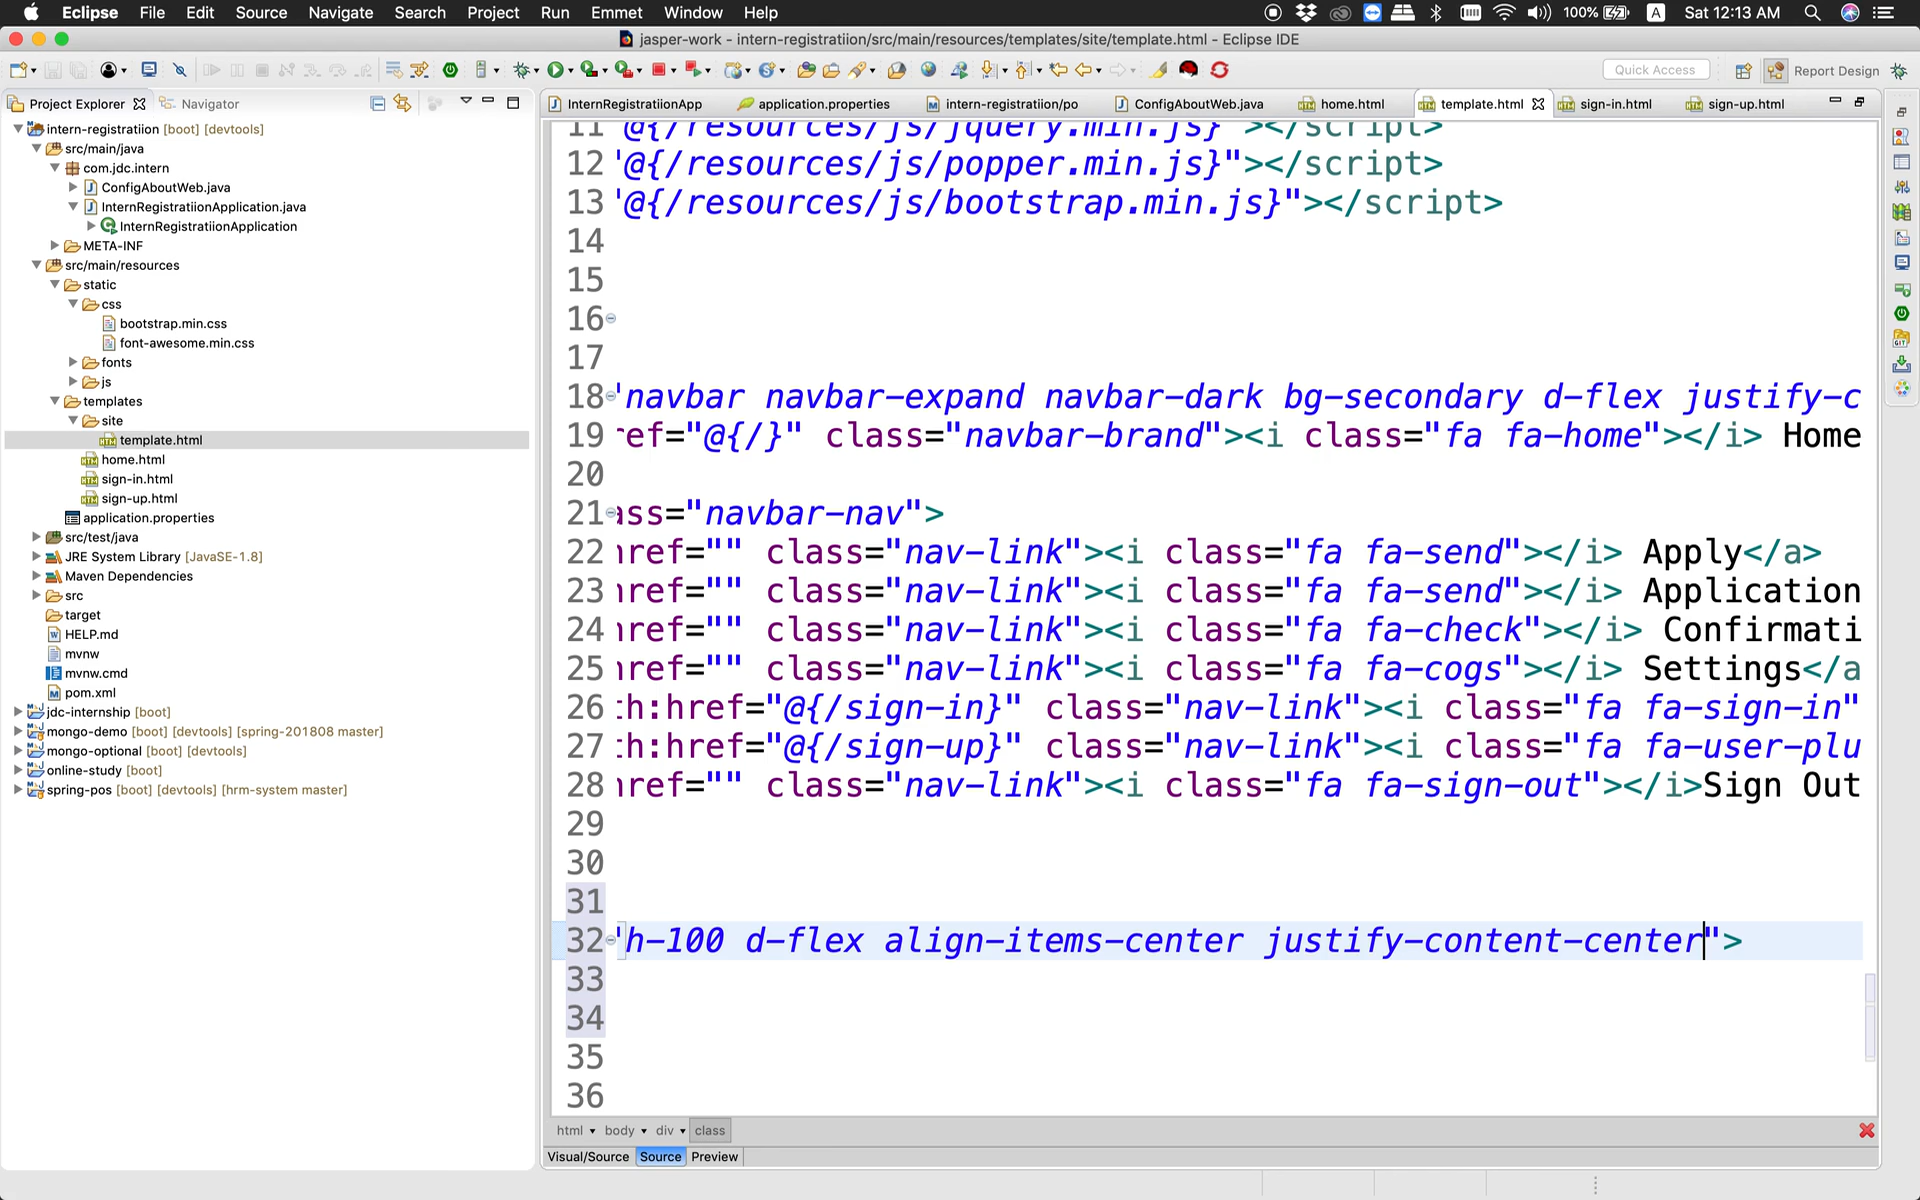 Eclipse File Edit Source Navigate Search Project Run Emmet Window Help
100% A Sat 12:13 AM
jasper-work - intern-registratiion/src/main/resources/templates/site/template.html - Eclipse IDE
Quick Access
Report Design
Project Explorer
Navigator
InternRegistratiionApp
application.properties
intern-registratiion/po
ConfigAboutWeb.java
home.html
template.html
sign-in.html
sign-up.html
intern-registratiion [boot] [devtools]
src/main/java
com.jdc.intern
ConfigAboutWeb.java
InternRegistratiionApplication.java
InternRegistratiionApplication
META-INF
src/main/resources
static
css
bootstrap.min.css
font-awesome.min.css
fonts
js
templates
site
template.html
home.html
sign-in.html
sign-up.html
application.properties
src/test/java
JRE System Library [JavaSE-1.8]
Maven Dependencies
src
target
HELP.md
mvnw
mvnw.cmd
pom.xml
jdc-internship [boot]
mongo-demo [boot] [devtools] [spring-201808 master]
mongo-optional [boot] [devtools]
online-study [boot]
spring-pos [boot] [devtools] [hrm-system master]
11 "@{/resources/js/jquery.min.js}"></script>
12 "@{/resources/js/popper.min.js}"></script>
13 "@{/resources/js/bootstrap.min.js}"></script>
14
15
16
17
18 "navbar navbar-expand navbar-dark bg-secondary d-flex justify-c
19 ref="@{/}" class="navbar-brand"><i class="fa fa-home"></i> Home
20
21 ass="navbar-nav">
22 href="" class="nav-link"><i class="fa fa-send"></i> Apply</a>
23 href="" class="nav-link"><i class="fa fa-send"></i> Application
24 href="" class="nav-link"><i class="fa fa-check"></i> Confirmati
25 href="" class="nav-link"><i class="fa fa-cogs"></i> Settings</a
26 th:href="@{/sign-in}" class="nav-link"><i class="fa fa-sign-in"
27 th:href="@{/sign-up}" class="nav-link"><i class="fa fa-user-plu
28 href="" class="nav-link"><i class="fa fa-sign-out"></i>Sign Out
29
30
31
32 "h-100 d-flex align-items-center justify-content-center">
33
34
35
36
html body div class
Visual/Source Source Preview